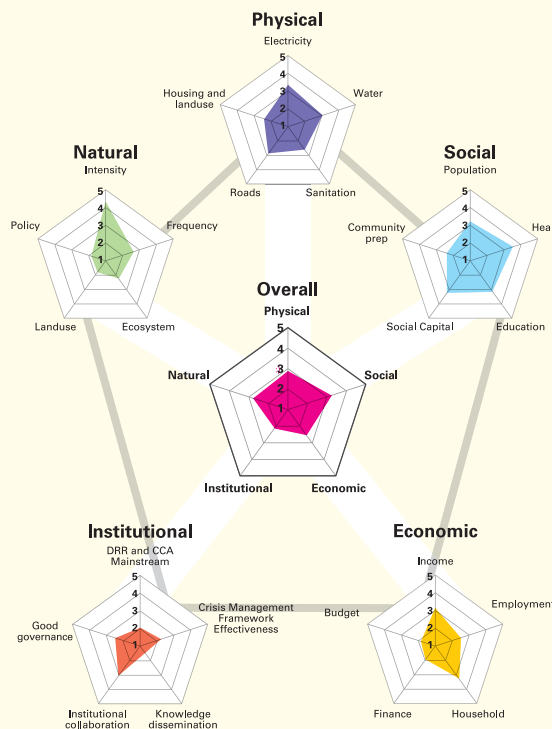 Physical
Electricity
5
4
3
2
1
Housing and
landuse
Water
Roads
Sanitation
Natural
Intensity
5
4
3
2
1
Policy
Frequency
Landuse
Ecosystem
Social
Population
5
4
3
2
1
Community
prep
Hea
Social Capital
Education
Overall
Physical
5
4
3
2
1
Natural
Social
Institutional
Economic
Institutional
DRR and CCA
Mainstream
5
4
3
2
1
Good
governance
Crisis Management
Framework
Effectiveness
Institutional
collaboration
Knowledge
dissemination
Economic
Income
5
4
3
2
1
Budget
Employment
Finance
Household